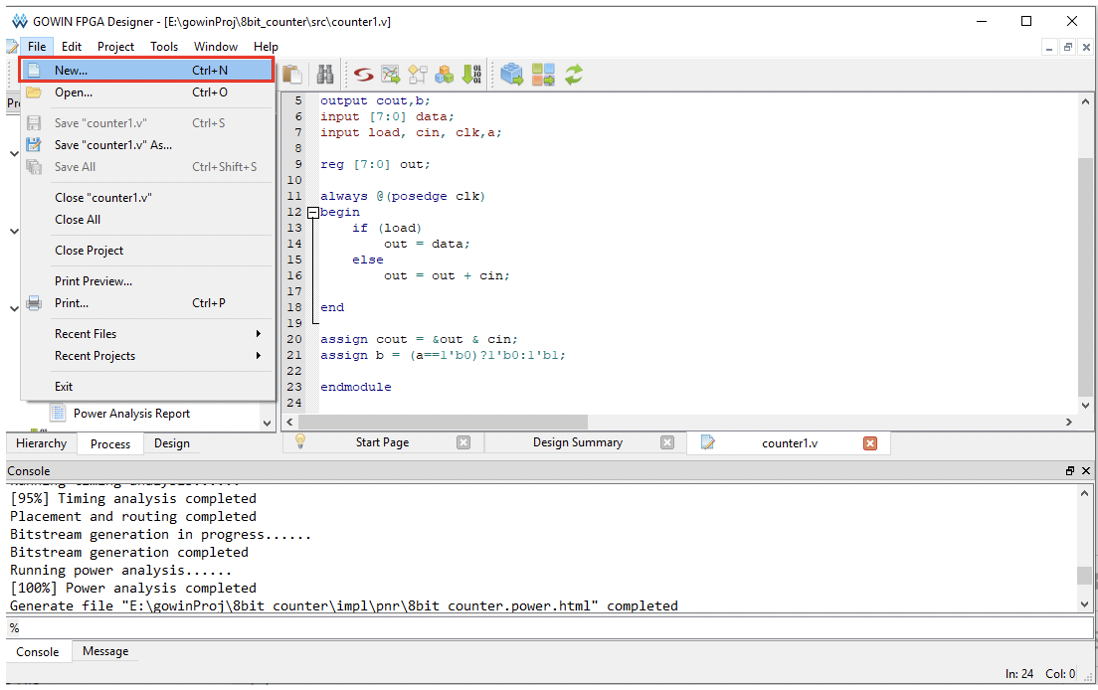 GOWIN FPGA Designer - [E:\gowinProj\8bit_counter\src\counter1.v]
File Edit Project Tools Window Help
New... Ctrl+N
Open... Ctrl+O
Save "counter1.v" Ctrl+S
Save "counter1.v" As...
Save All Ctrl+Shift+S
Close "counter1.v"
Close All
Close Project
Print Preview...
Print... Ctrl+P
Recent Files
Recent Projects
Exit
Power Analysis Report
Hierarchy Process Design
5 output cout,b;
6 input [7:0] data;
7 input load, cin, clk,a;
8
9 reg [7:0] out;
10
11 always @(posedge clk)
12 begin
13 if (load)
14 out = data;
15 else
16 out = out + cin;
17
18 end
19
20 assign cout = &out & cin;
21 assign b = (a==1'b0)?1'b0:1'b1;
22
23 endmodule
24
Start Page Design Summary counter1.v
Console
Running timing analysis......
[95%] Timing analysis completed
Placement and routing completed
Bitstream generation in progress......
Bitstream generation completed
Running power analysis......
[100%] Power analysis completed
Generate file "E:\gowinProj\8bit_counter\impl\pnr\8bit_counter.power.html" completed
%
Console Message
In: 24 Col: 0